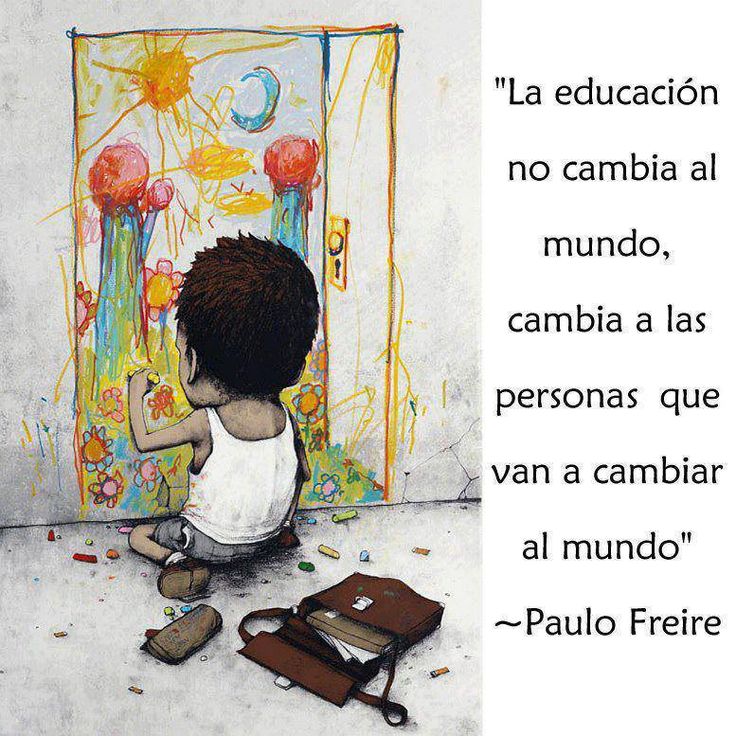 "La educación
no cambia al
mundo,
cambia a las
personas que
van a cambiar
al mundo"
~Paulo Freire